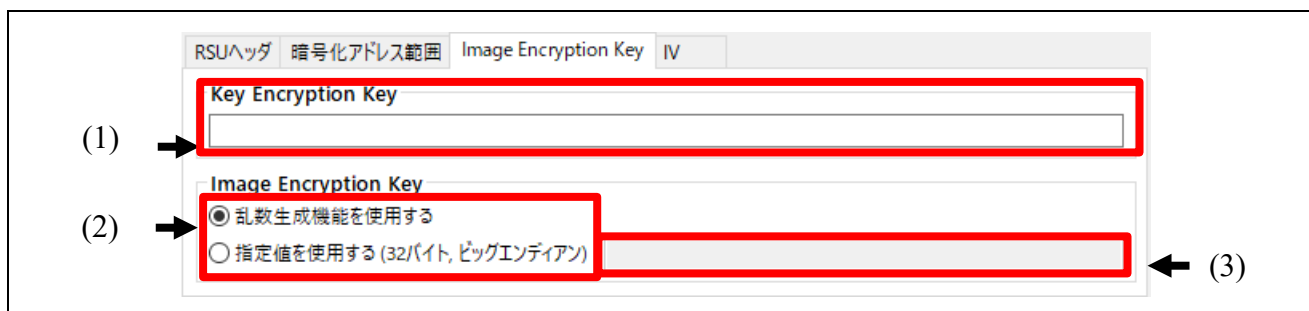 RSUヘッダ 暗号化アドレス範囲 Image Encryption Key IV
Key Encryption Key
(1)
Image Encryption Key
乱数生成機能を使用する
(2)
指定値を使用する (32バイト, ビッグエンディアン)
(3)